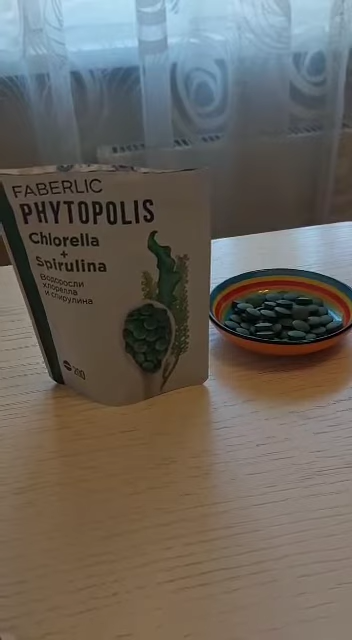 FABERLIC
PHYTOPOLIS
Chlorella
+
Spirulina
Водоросли
хлорелла
и спирулина